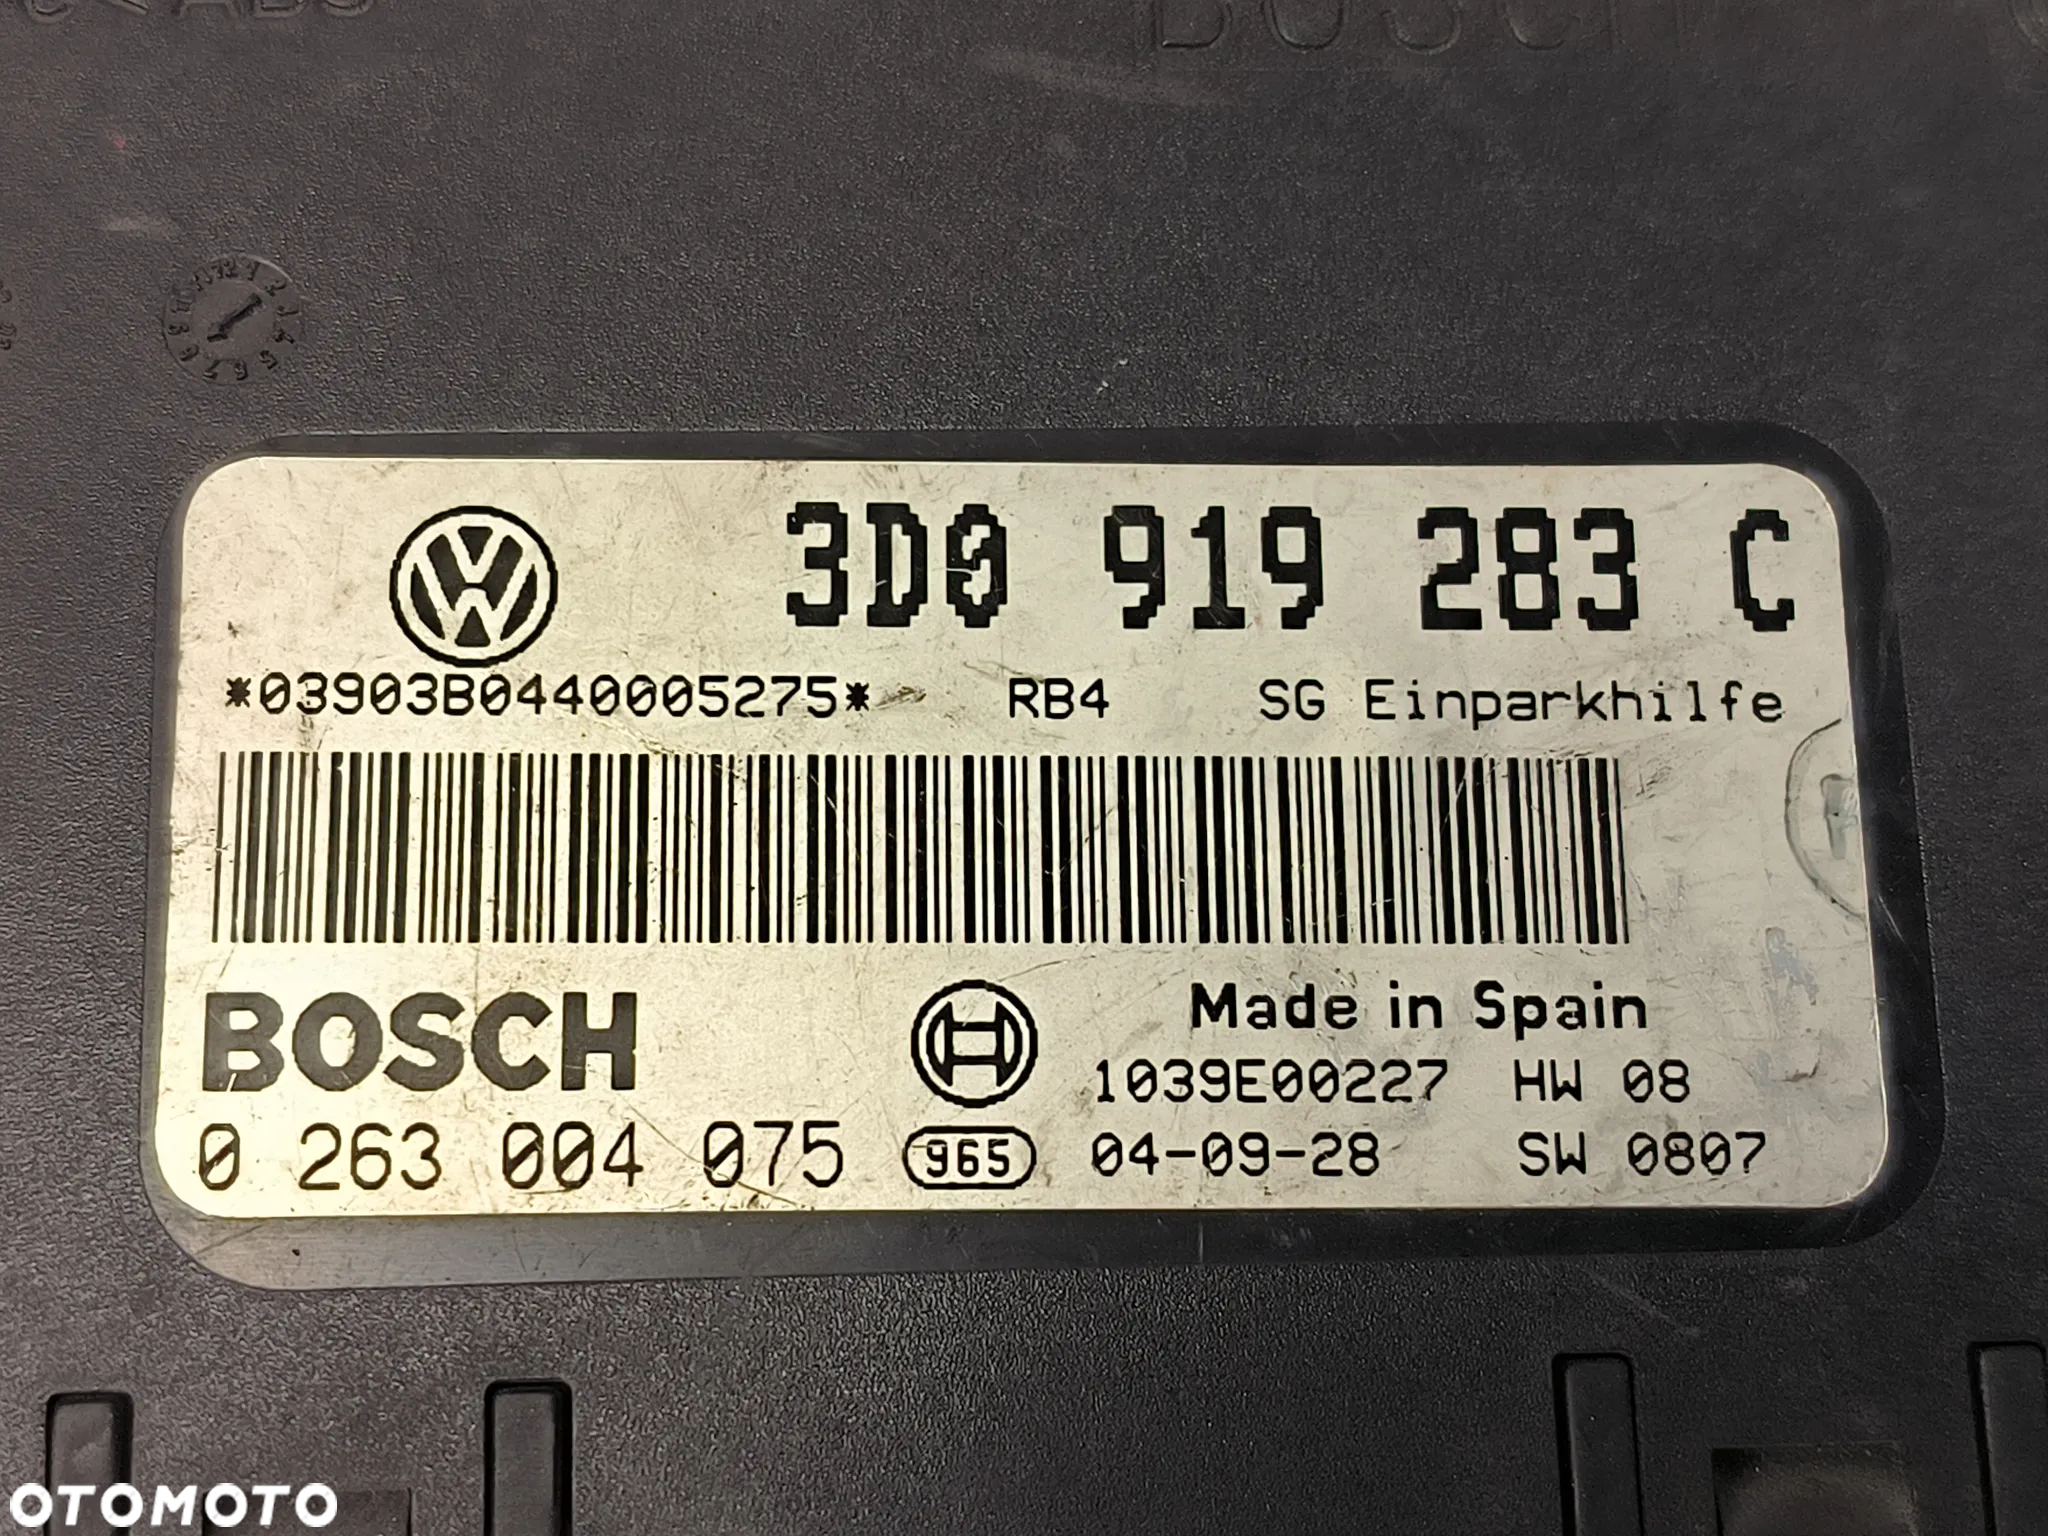 BOSCH
3D0 919 283 C
*03903B0440005275* RB4 SG Einparkhilfe
BOSCH Made in Spain
1039E00227 HW 08
0 263 004 075 965 04-09-28 SW 0807
OTOMOTO